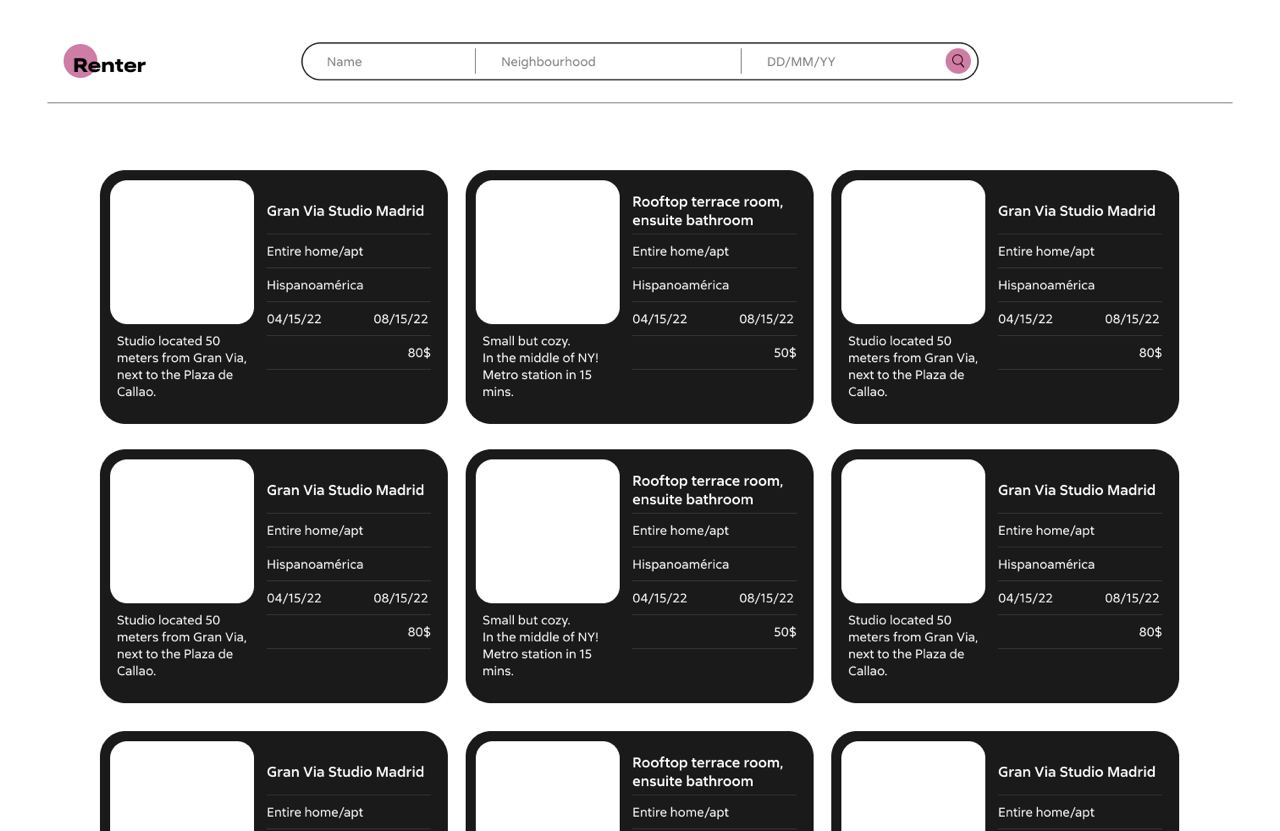 Renter
Name
Neighbourhood
DD/MM/YY
Gran Via Studio Madrid
Entire home/apt
Hispanoamérica
04/15/22 08/15/22
80$
Studio located 50
meters from Gran Via,
next to the Plaza de
Callao.
Rooftop terrace room,
ensuite bathroom
Entire home/apt
Hispanoamérica
04/15/22 08/15/22
50$
Small but cozy.
In the middle of NY!
Metro station in 15
mins.
Gran Via Studio Madrid
Entire home/apt
Hispanoamérica
04/15/22 08/15/22
80$
Studio located 50
meters from Gran Via,
next to the Plaza de
Callao.
Gran Via Studio Madrid
Entire home/apt
Hispanoamérica
04/15/22 08/15/22
80$
Studio located 50
meters from Gran Via,
next to the Plaza de
Callao.
Rooftop terrace room,
ensuite bathroom
Entire home/apt
Hispanoamérica
04/15/22 08/15/22
50$
Small but cozy.
In the middle of NY!
Metro station in 15
mins.
Gran Via Studio Madrid
Entire home/apt
Hispanoamérica
04/15/22 08/15/22
80$
Studio located 50
meters from Gran Via,
next to the Plaza de
Callao.
Gran Via Studio Madrid
Entire home/apt
Rooftop terrace room,
ensuite bathroom
Entire home/apt
Gran Via Studio Madrid
Entire home/apt